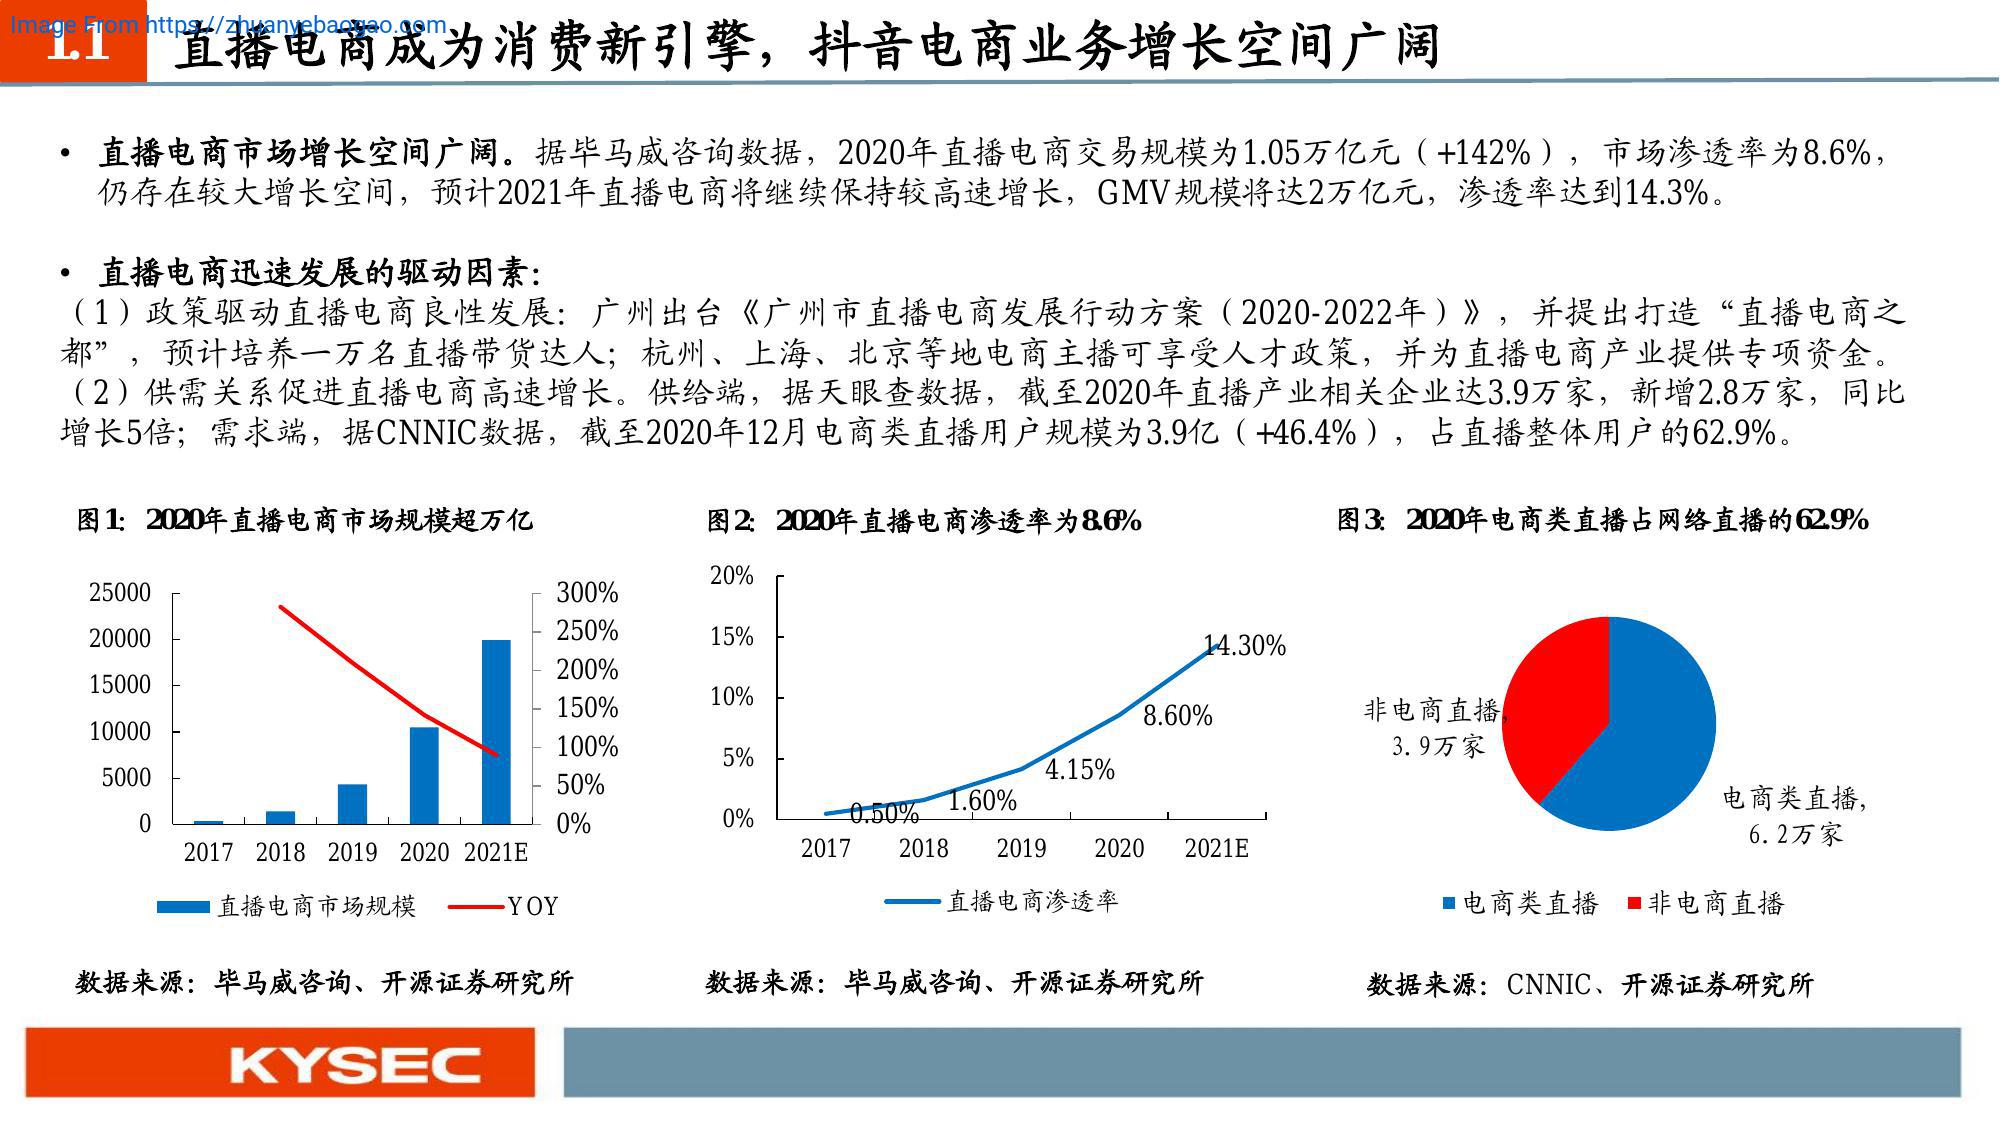 Image From https://zhuanyebaogao.com
1.1 直播电商成为消费新引擎，抖音电商业务增长空间广阔
• 直播电商市场增长空间广阔。据毕马威咨询数据，2020年直播电商交易规模为1.05万亿元（+142%），市场渗透率为8.6%，
仍存在较大增长空间，预计2021年直播电商将继续保持较高速增长，GMV规模将达2万亿元，渗透率达到14.3%。
• 直播电商迅速发展的驱动因素：
（1）政策驱动直播电商良性发展：广州出台《广州市直播电商发展行动方案（2020-2022年）》，并提出打造“直播电商之
都”，预计培养一万名直播带货达人；杭州、上海、北京等地电商主播可享受人才政策，并为直播电商产业提供专项资金。
（2）供需关系促进直播电商高速增长。供给端，据天眼查数据，截至2020年直播产业相关企业达3.9万家，新增2.8万家，同比
增长5倍；需求端，据CNNIC数据，截至2020年12月电商类直播用户规模为3.9亿（+46.4%），占直播整体用户的62.9%。
图1：2020年直播电商市场规模超万亿
25000
20000
15000
10000
5000
0
300%
250%
200%
150%
100%
50%
0%
2017 2018 2019 2020 2021E
直播电商市场规模 YOY
数据来源：毕马威咨询、开源证券研究所
图2：2020年直播电商渗透率为8.6%
20%
15%
10%
5%
0%
0.50%
1.60%
4.15%
8.60%
14.30%
2017 2018 2019 2020 2021E
直播电商渗透率
数据来源：毕马威咨询、开源证券研究所
图3：2020年电商类直播占网络直播的62.9%
非电商直播,
3.9万家
电商类直播,
6.2万家
电商类直播 非电商直播
数据来源：CNNIC、开源证券研究所
KYSEC